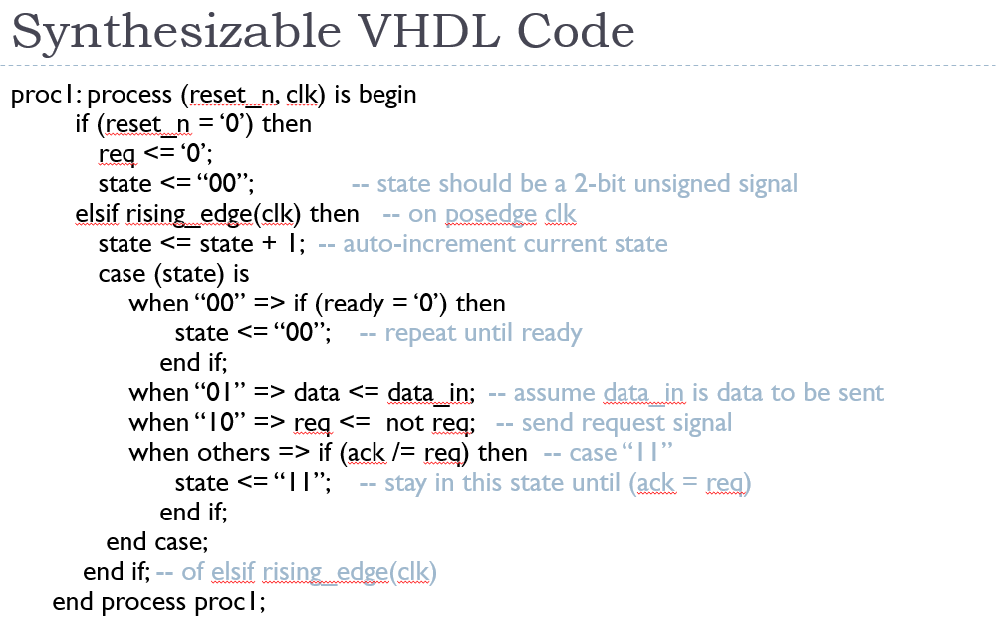 Synthesizable VHDL Code
proc1: process (reset_n, clk) is begin
if (reset_n = ‘0’) then
req <= ‘0’;
state <= “00”; -- state should be a 2-bit unsigned signal
elsif rising_edge(clk) then -- on posedge clk
state <= state + 1; -- auto-increment current state
case (state) is
when “00” => if (ready = ‘0’) then
state <= “00”; -- repeat until ready
end if;
when “01” => data <= data_in; -- assume data_in is data to be sent
when “10” => req <= not req; -- send request signal
when others => if (ack /= req) then -- case “11”
state <= “11”; -- stay in this state until (ack = req)
end if;
end case;
end if; -- of elsif rising_edge(clk)
end process proc1;